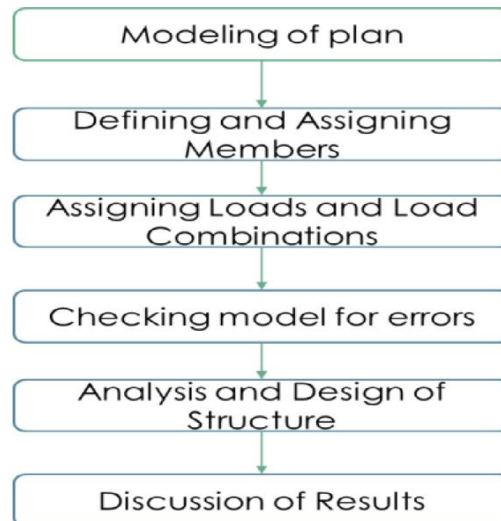 Modeling of plan
Defining and Assigning
Members
Assigning Loads and Load
Combinations
Checking model for errors
Analysis and Design of
Structure
Discussion of Results